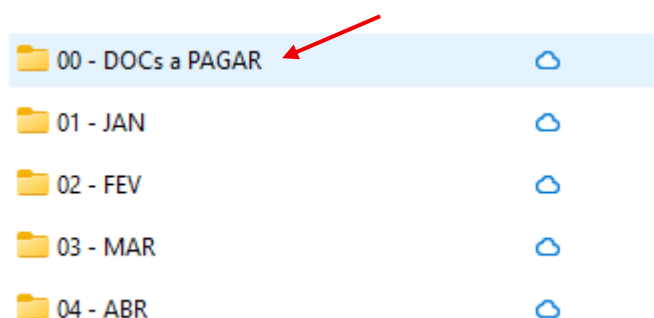 00 - DOCs a PAGAR
01 - JAN
02 - FEV
03 - MAR
04 - ABR